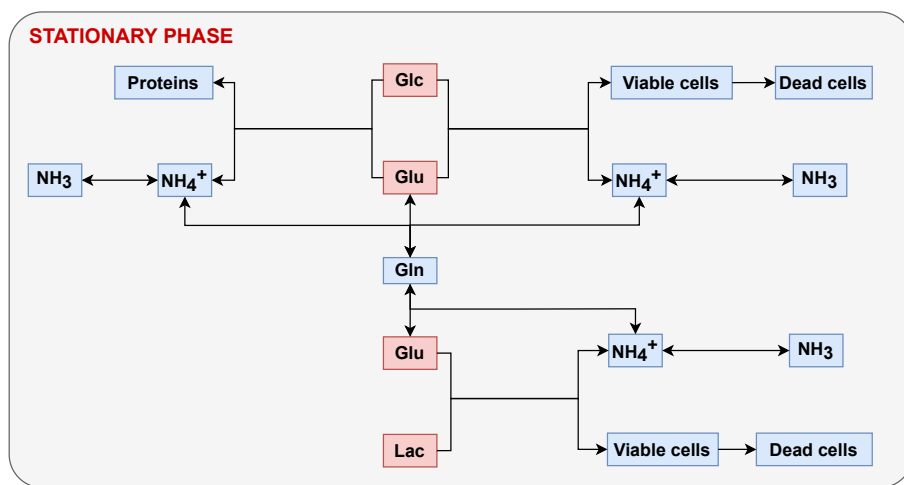 STATIONARY PHASE
Proteins
Glc
Viable cells
Dead cells
NH3
NH4+
Glu
NH4+
NH3
Gln
Glu
NH4+
NH3
Lac
Viable cells
Dead cells